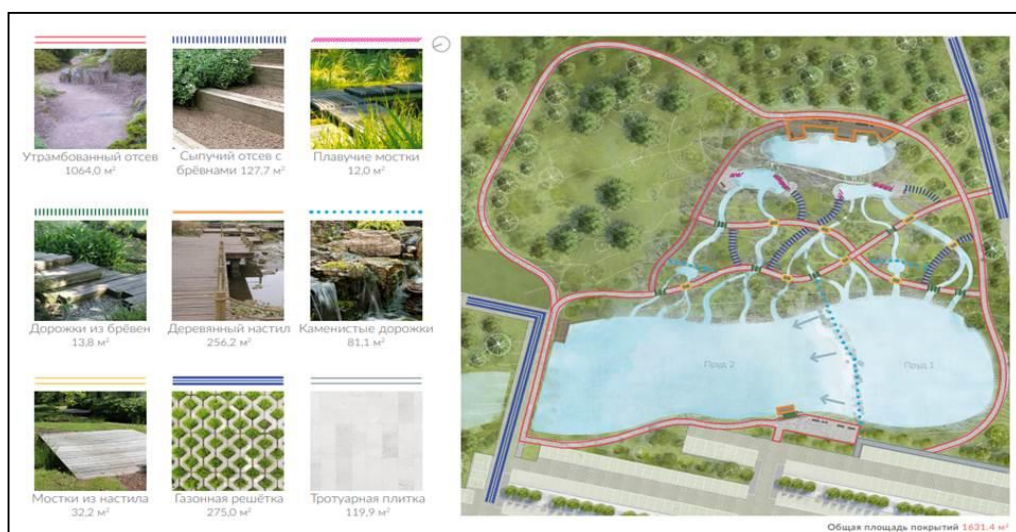 Утрамбованный отсев
1064,0 м²
Сыпучий отсев с
брёвнами 127,7 м²
Плавучие мостки
12,0 м²
Дорожки из брёвен
13,8 м²
Деревянный настил
256,2 м²
Каменистые дорожки
81,1 м²
Мостки из настила
32,2 м²
Газонная решётка
275,0 м²
Тротуарная плитка
119,9 м²
Пруд 2
Пруд 1
Общая площадь покрытий 1631.4 м²